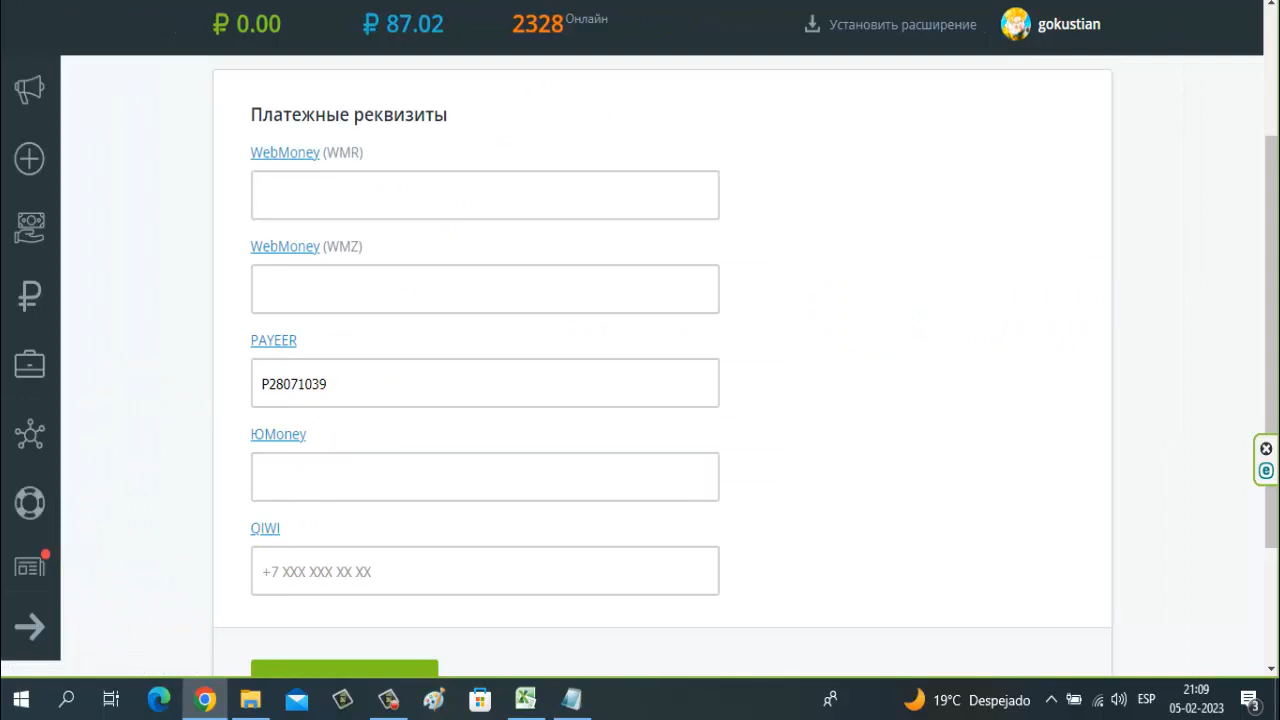 ₽ 0.00
₽ 87.02
2328 Онлайн
Установить расширение
gokustian
Платежные реквизиты
WebMoney (WMR)
WebMoney (WMZ)
PAYEER
P28071039
ЮMoney
QIWI
+7 XXX XXX XX XX
19°C Despejado
ESP
21:09
05-02-2023
3